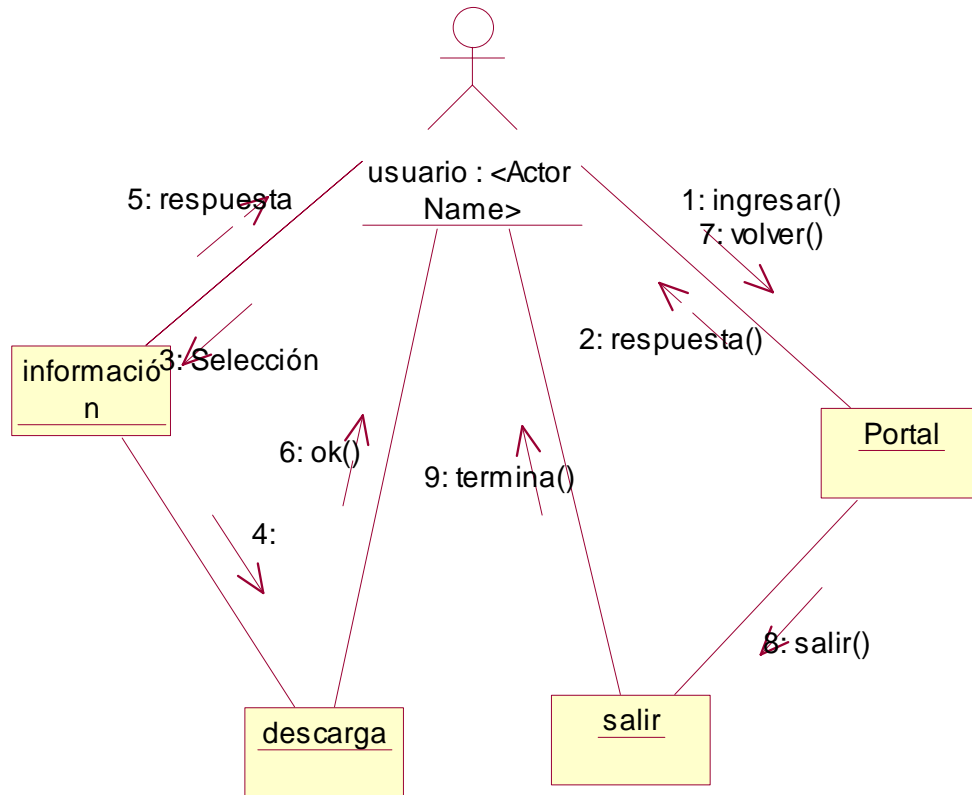 usuario : <Actor
Name>
5: respuesta
1: ingresar()
7: volver()
2: respuesta()
3: Selección
informació
n
Portal
6: ok()
9: termina()
4:
8: salir()
descarga
salir